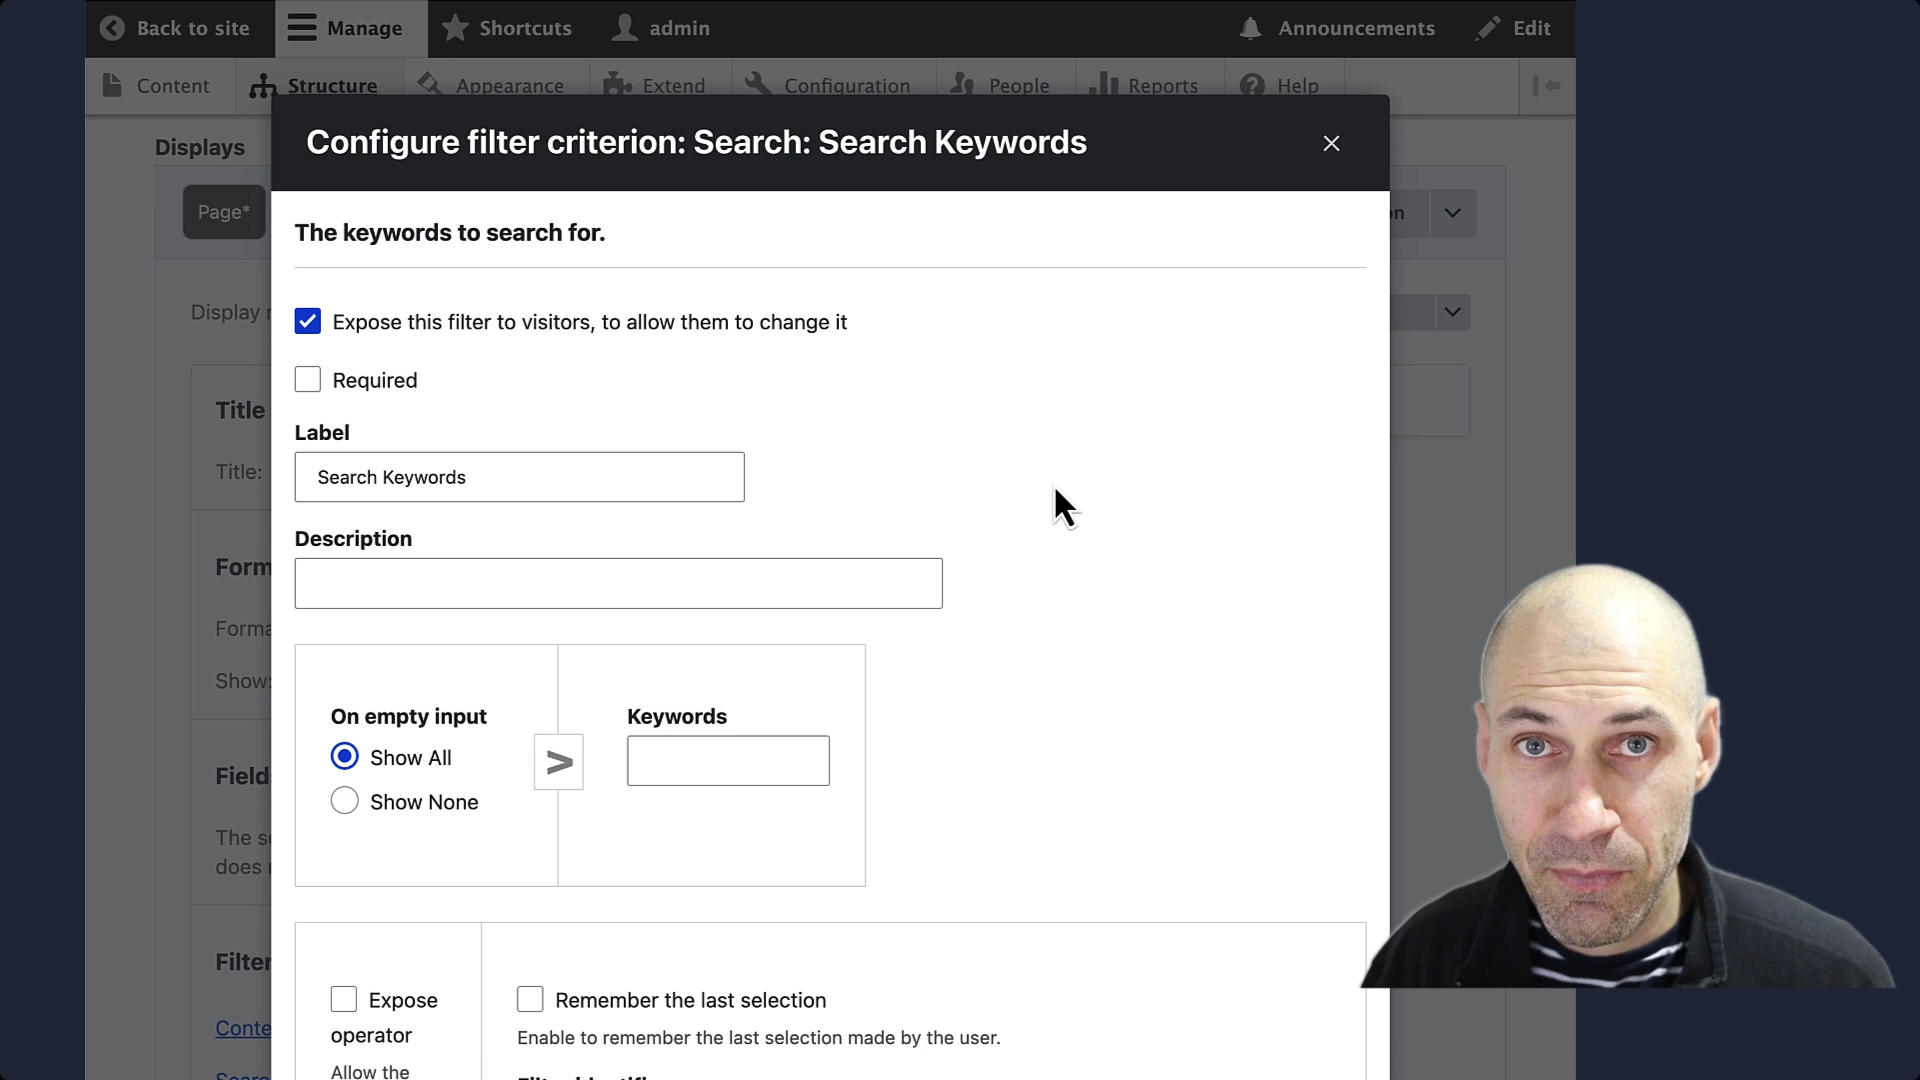 Back to site Manage Shortcuts admin Announcements Edit
Content Structure Appearance Extend Configuration People Reports Help
Displays
Configure filter criterion: Search: Search Keywords
Page*
The keywords to search for.
Display
Expose this filter to visitors, to allow them to change it
Required
Title
Label
Title:
Search Keywords
Description
Form
Forma
Show:
On empty input
Keywords
Show All
>
Show None
Field
The s
does
Filter
Expose
operator
Allow the
Remember the last selection
Enable to remember the last selection made by the user.
Conte